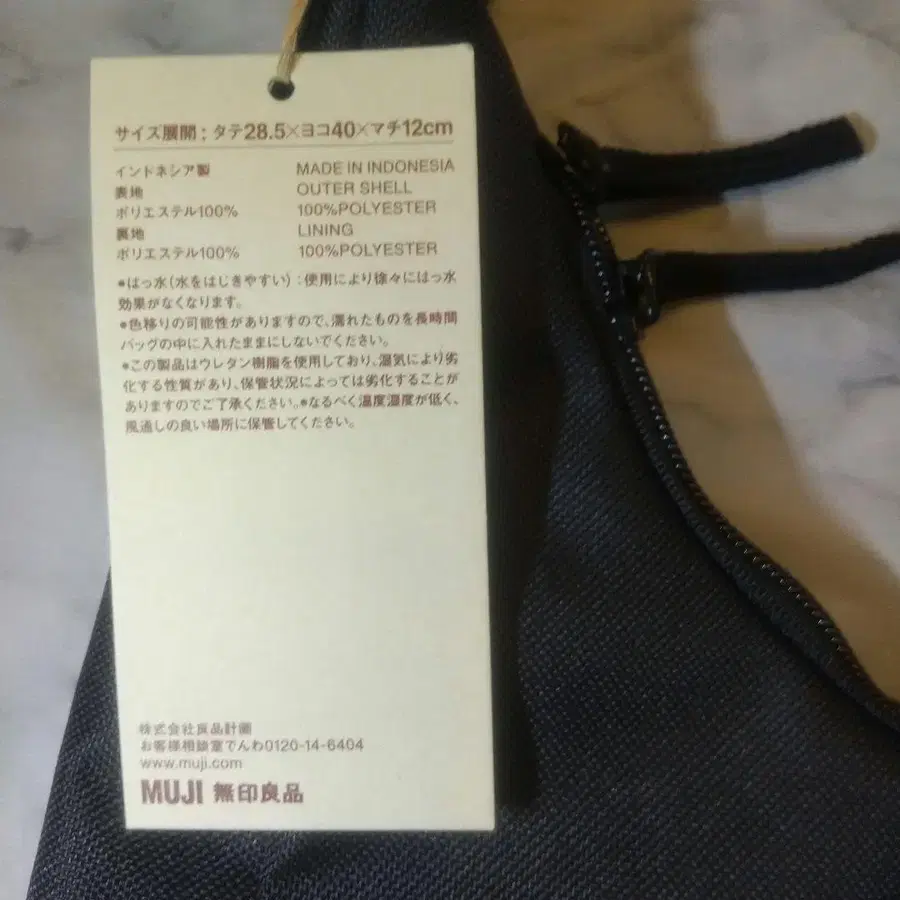 サイズ展開：タテ28.5×ヨコ40×マチ12cm
インドネシア製 MADE IN INDONESIA
表地 OUTER SHELL
ポリエステル100% 100%POLYESTER
裏地 LINING
ポリエステル100% 100%POLYESTER
●はっ水（水をはじきやすい）：使用により徐々にはっ水
効果がなくなります。
●色移りの可能性がありますので、濡れたものを長時間
バッグの中に入れたままにしないでください。
●この製品はウレタン樹脂を使用しており、湿気により劣
化する性質があり、保管状況によっては劣化することが
ありますのでご了承ください。●なるべく温度湿度が低く、
風通しの良い場所に保管してください。
株式会社良品計画
お客様相談室でんわ0120-14-6404
www.muji.com
MUJI 無印良品